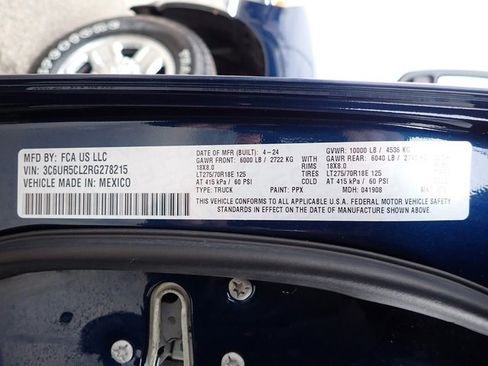 MFD BY: FCA US LLC
VIN: 3C6UR5CL2RG278215
VEHICLE MADE IN: MEXICO
DATE OF MFR (BUILT): 4-24
GAWR FRONT: 6000 LB / 2722 KG
18X8.0
LT275/70R18E 125
AT 415 kPa / 60 PSI
TYPE: TRUCK PAINT: PPX
GVWR: 10000 LB / 4536 KG
GAWR REAR: 6040 LB / KG
RIMS 18X8.0
TIRES LT275/70R18E 125
COLD AT 415 kPa / 60 PSI
MDH: 041908
THIS VEHICLE CONFORMS TO ALL APPLICABLE U.S.A. FEDERAL MOTOR VEHICLE SAFETY STANDARDS
IN EFFECT ON THE DATE OF MANUFACTURE SHOWN ABOVE